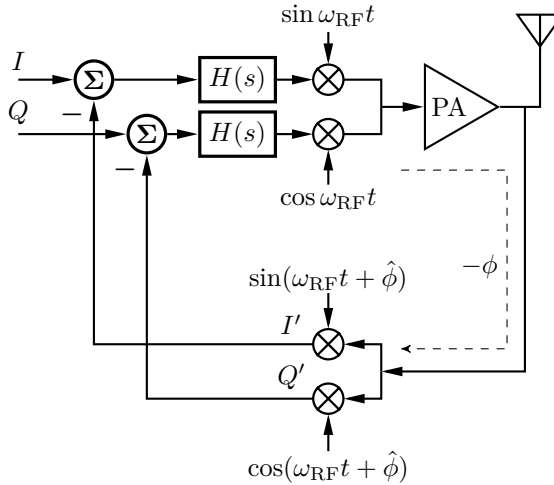 sin ω_RF t
I
Σ
H(s)
PA
−
Q
Σ
H(s)
−
cos ω_RF t
−ϕ
sin(ω_RF t + ϕ̂)
I′
Q′
cos(ω_RF t + ϕ̂)